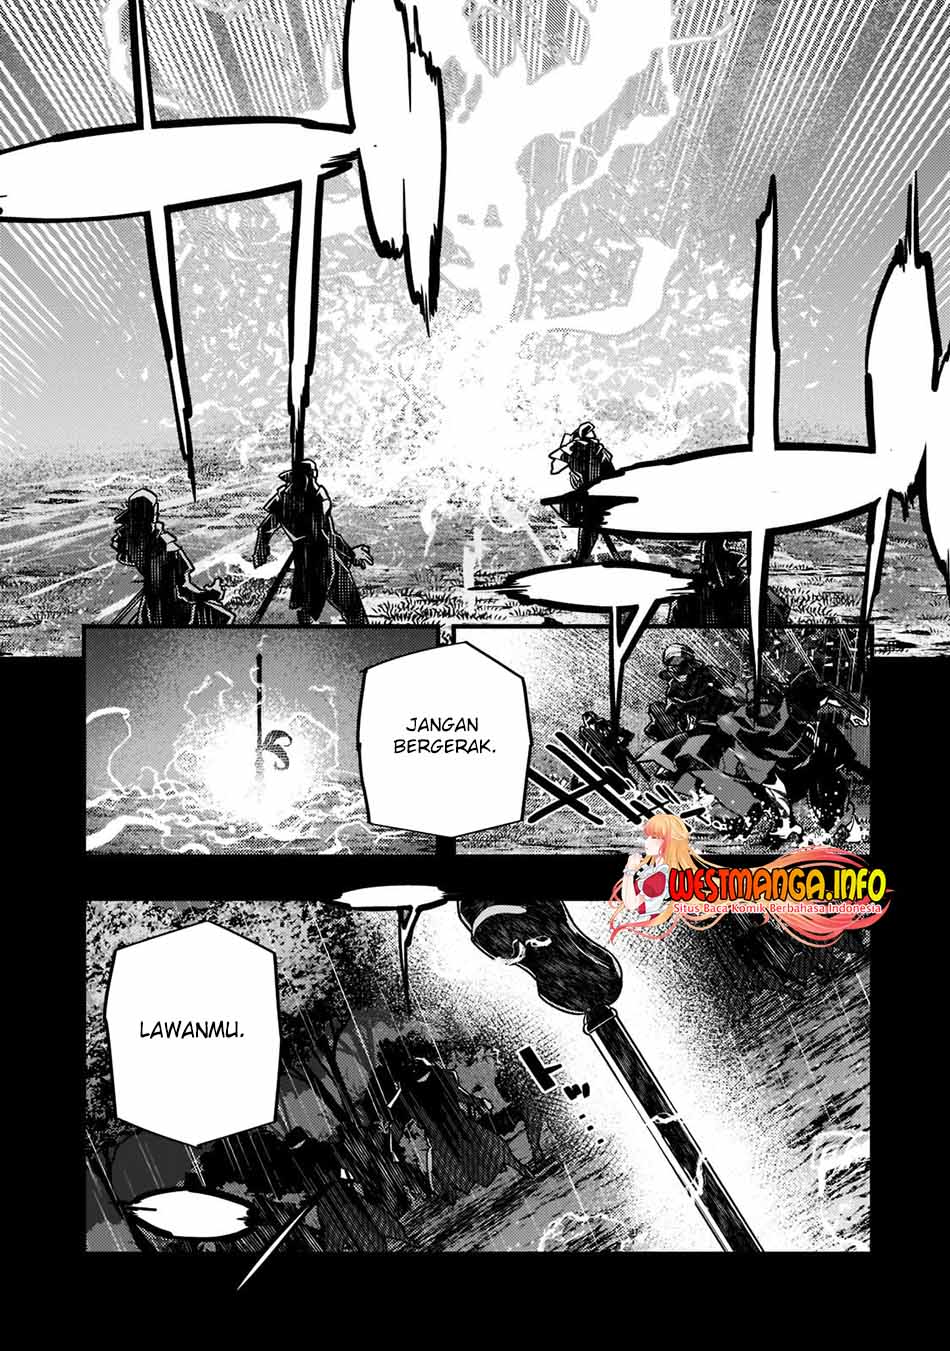 JANGAN
BERGERAK.
WESTMANGA.INFO
Situs Baca Komik Berbahasa Indonesia
LAWANMU.